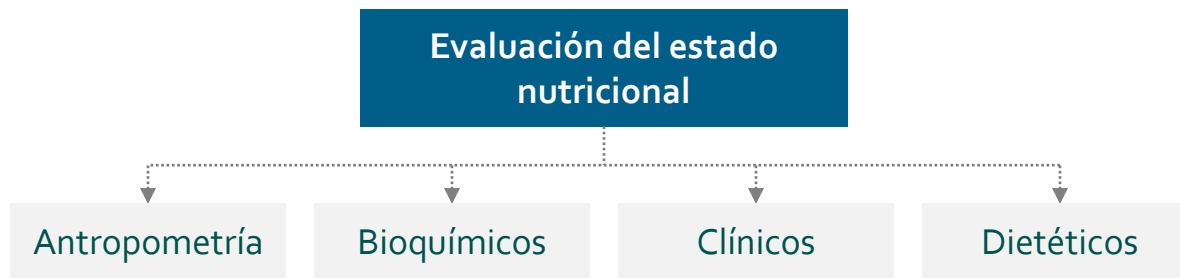 Evaluación del estado
nutricional
Antropometría
Bioquímicos
Clínicos
Dietéticos